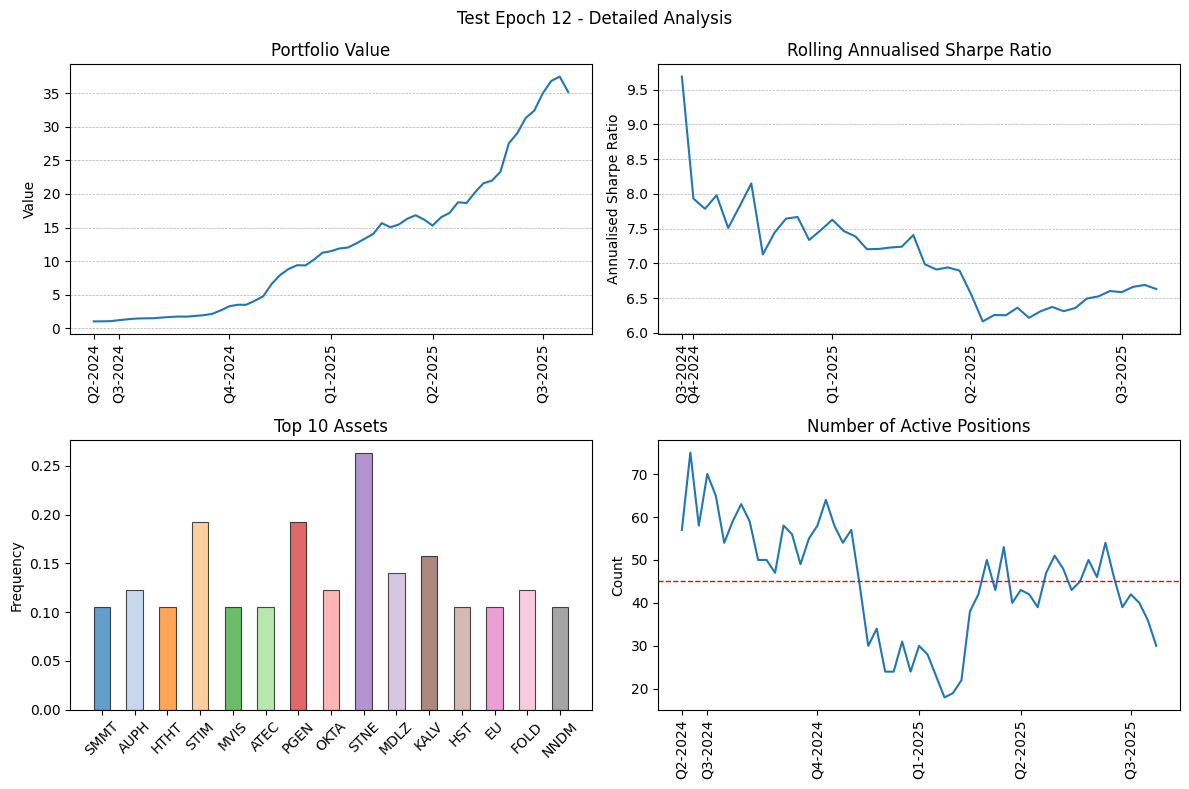 Test Epoch 12 - Detailed Analysis
Portfolio Value
Value
35
30
25
20
15
10
5
0
Q2-2024
Q3-2024
Q4-2024
Q1-2025
Q2-2025
Q3-2025
Rolling Annualised Sharpe Ratio
Annualised Sharpe Ratio
9.5
9.0
8.5
8.0
7.5
7.0
6.5
6.0
Q3-2024
Q4-2024
Q1-2025
Q2-2025
Q3-2025
Top 10 Assets
Frequency
0.25
0.20
0.15
0.10
0.05
0.00
SMMT
AUPH
HTHT
STIM
MVIS
ATEC
PGEN
OKTA
STNE
MDLZ
KALV
HST
EU
FOLD
NNDM
Number of Active Positions
Count
70
60
50
40
30
20
Q2-2024
Q3-2024
Q4-2024
Q1-2025
Q2-2025
Q3-2025